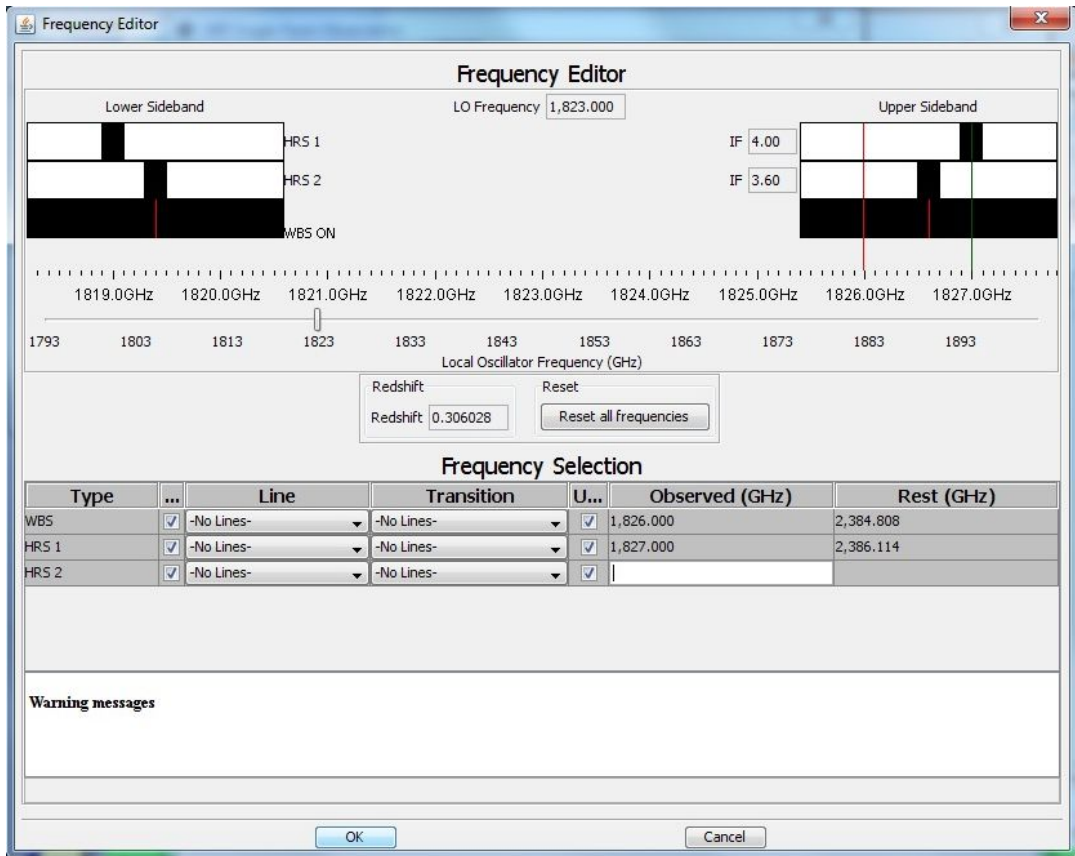 Frequency Editor
Frequency Editor
Lower Sideband
LO Frequency 1,823.000
Upper Sideband
HRS 1
IF 4.00
HRS 2
IF 3.60
WBS ON
1819.0GHz 1820.0GHz 1821.0GHz 1822.0GHz 1823.0GHz 1824.0GHz 1825.0GHz 1826.0GHz 1827.0GHz
1793 1803 1813 1823 1833 1843 1853 1863 1873 1883 1893
Local Oscillator Frequency (GHz)
Redshift Reset
Redshift 0.306028 Reset all frequencies
Frequency Selection
Type ... Line Transition U... Observed (GHz) Rest (GHz)
WBS -No Lines- -No Lines- 1,826.000 2,384.808
HRS 1 -No Lines- -No Lines- 1,827.000 2,386.114
HRS 2 -No Lines- -No Lines-
Warning messages
OK Cancel